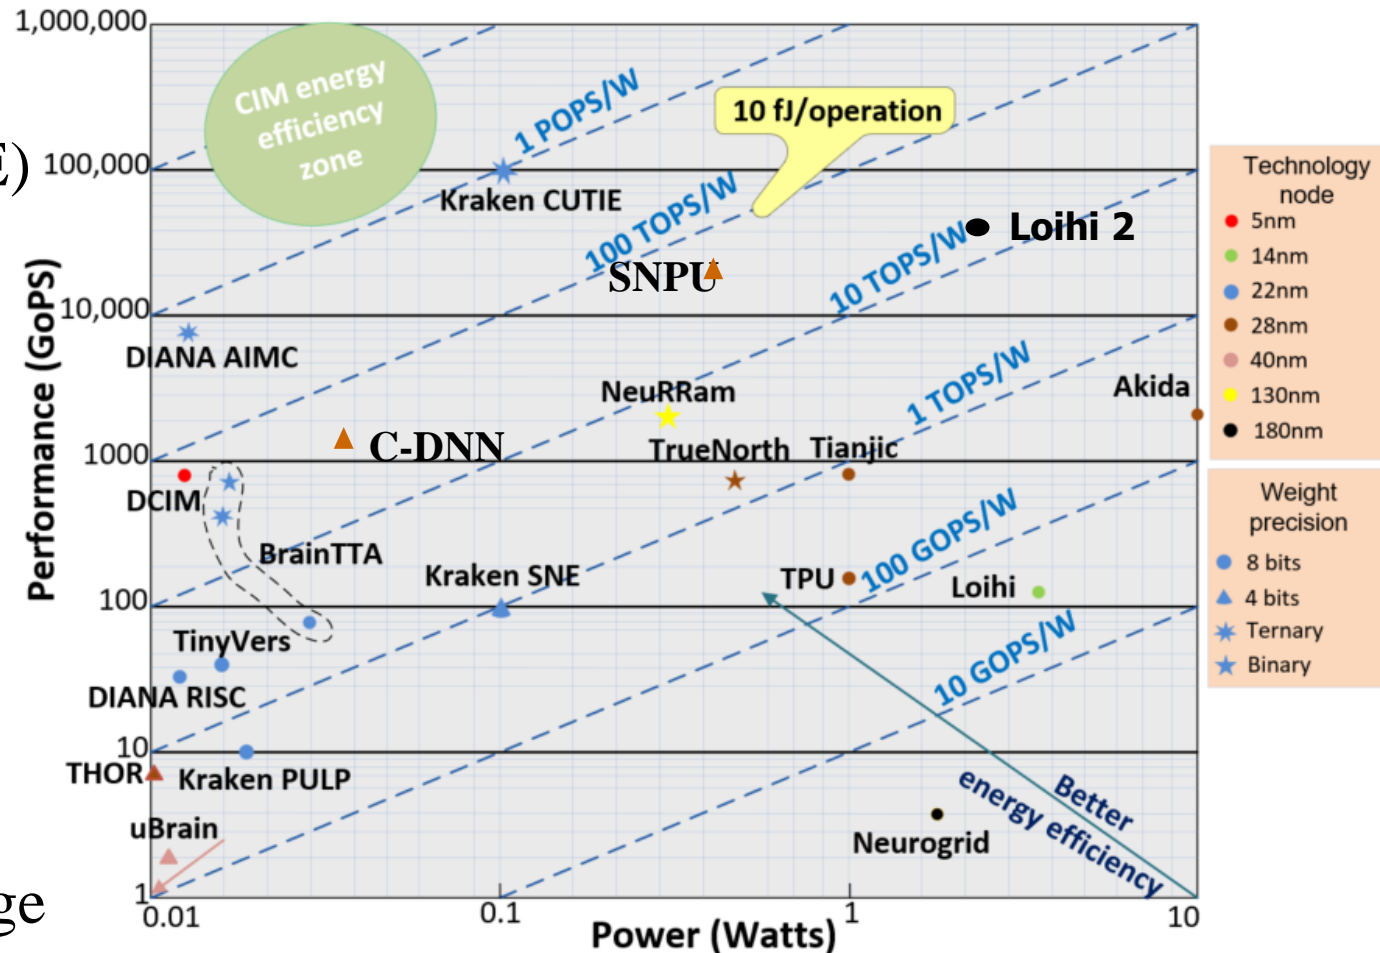 1,000,000
CIM energy
efficiency
zone
1 POPS/W
10 fJ/operation
E)
100,000
Kraken CUTIE
100 TOPS/W
SNPU
10 TOPS/W
Loihi 2
10,000
DIANA AIMC
NeuRRam
1 TOPS/W
Akida
C-DNN
TrueNorth
Tianjic
1000
DCIM
BrainTTA
Kraken SNE
TPU
100 GOPS/W
Loihi
100
TinyVers
10 GOPS/W
DIANA RISC
10
THOR
Kraken PULP
Better
energy efficiency
uBrain
Neurogrid
1
ge
0.01
0.1
1
10
Power (Watts)
Performance (GoPS)
Technology
node
5nm
14nm
22nm
28nm
40nm
130nm
180nm
Weight
precision
8 bits
4 bits
Ternary
Binary